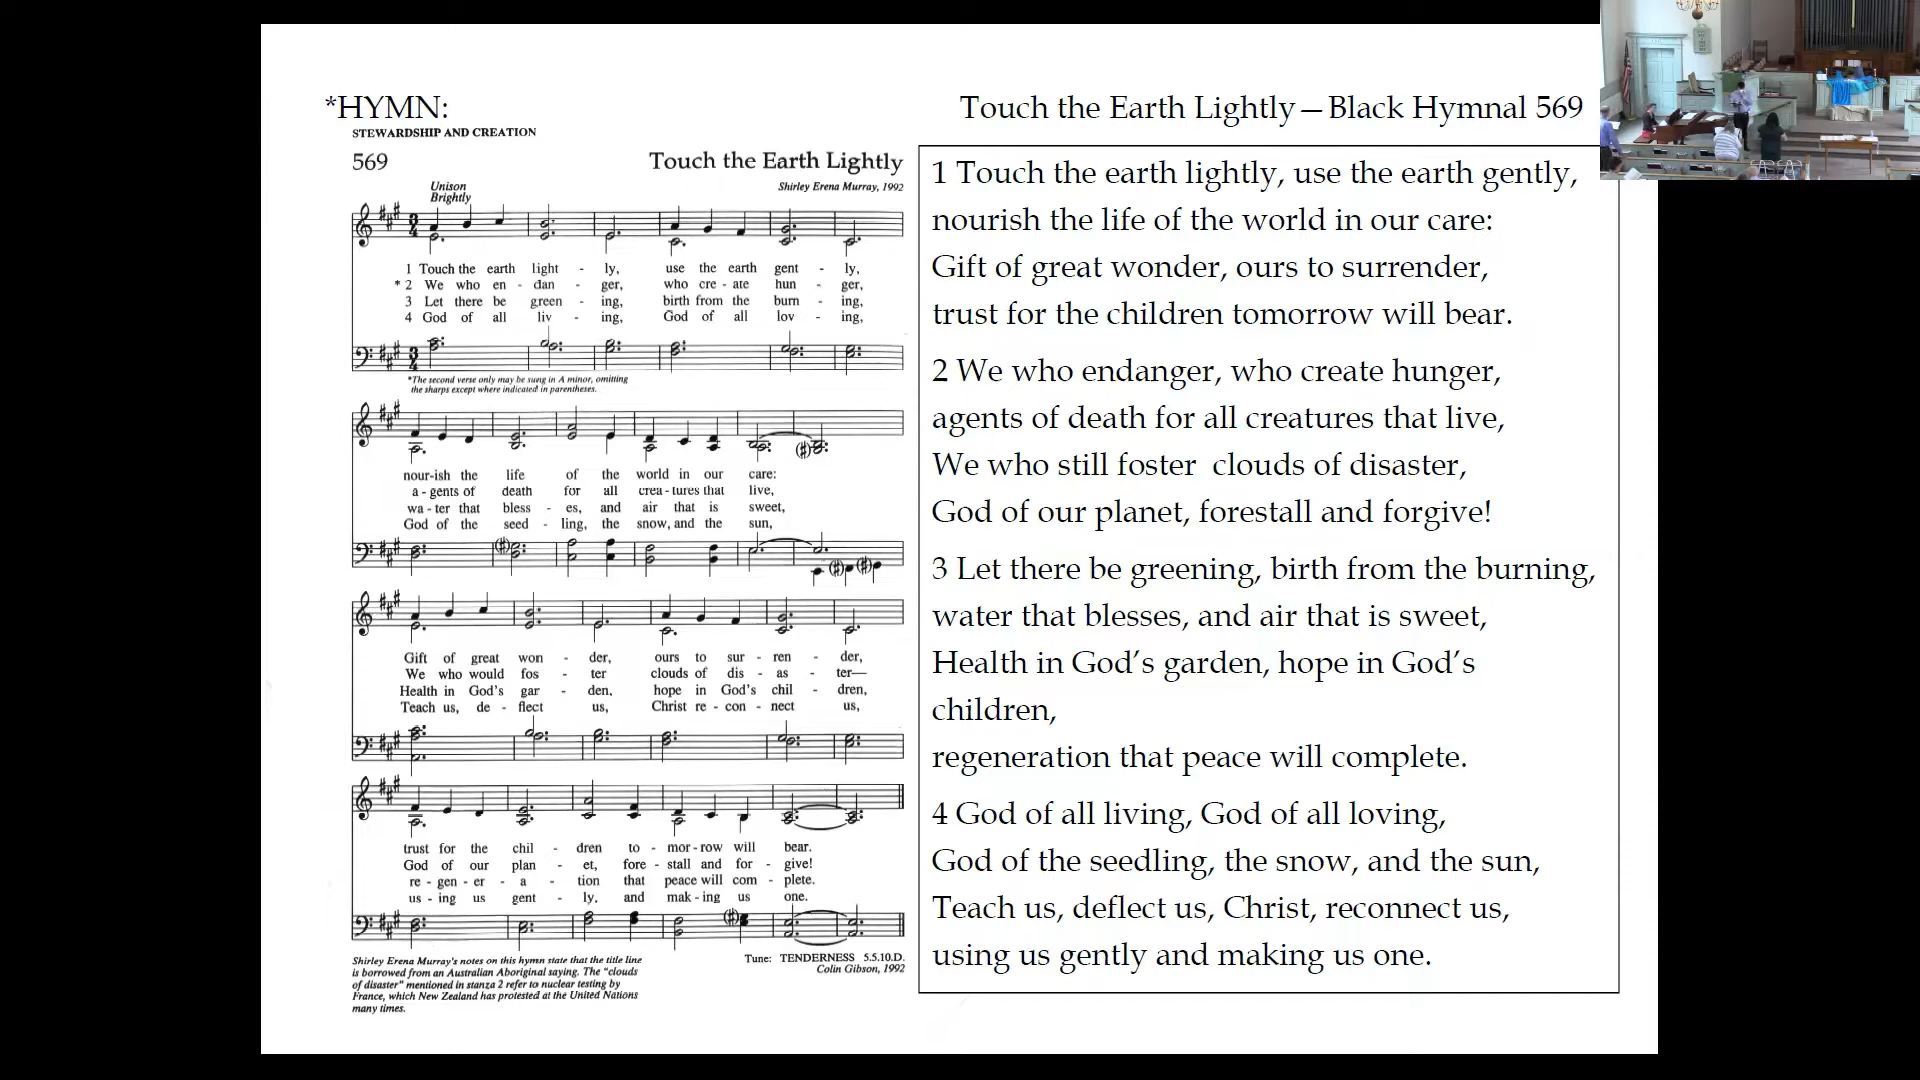 *HYMN:
Touch the Earth Lightly—Black Hymnal 569
STEWARDSHIP AND CREATION
569
Touch the Earth Lightly
Unison
Brightly
Shirley Erena Murray, 1992
1 Touch the earth light - ly, use the earth gent - ly,
* 2 We who en - dan - ger, who cre - ate hun - ger,
3 Let there be green - ing, birth from the burn - ing,
4 God of all liv - ing, God of all lov - ing,
*The second verse only may be sung in A minor, omitting
the sharps except where indicated in parentheses.
nour-ish the life of the world in our care:
a - gents of death for all crea - tures that live,
wa - ter that bless - es, and air that is sweet,
God of the seed - ling, the snow, and the sun,
Gift of great won - der, ours to sur - ren - der,
We who would fos - ter clouds of dis - as - ter—
Health in God's gar - den, hope in God's chil - dren,
Teach us, de - flect us, Christ re - con - nect us,
trust for the chil - dren to - mor - row will bear.
God of our plan - et, fore - stall and for - give!
re - gen - er - a - tion that peace will com - plete.
us - ing us gent - ly, and mak - ing us one.
Shirley Erena Murray's notes on this hymn state that the title line
is borrowed from an Australian Aboriginal saying. The "clouds
of disaster" mentioned in stanza 2 refer to nuclear testing by
France, which New Zealand has protested at the United Nations
many times.
Tune: TENDERNESS 5.5.10.D.
Colin Gibson, 1992
1 Touch the earth lightly, use the earth gently,
nourish the life of the world in our care:
Gift of great wonder, ours to surrender,
trust for the children tomorrow will bear.
2 We who endanger, who create hunger,
agents of death for all creatures that live,
We who still foster clouds of disaster,
God of our planet, forestall and forgive!
3 Let there be greening, birth from the burning,
water that blesses, and air that is sweet,
Health in God's garden, hope in God's
children,
regeneration that peace will complete.
4 God of all living, God of all loving,
God of the seedling, the snow, and the sun,
Teach us, deflect us, Christ, reconnect us,
using us gently and making us one.